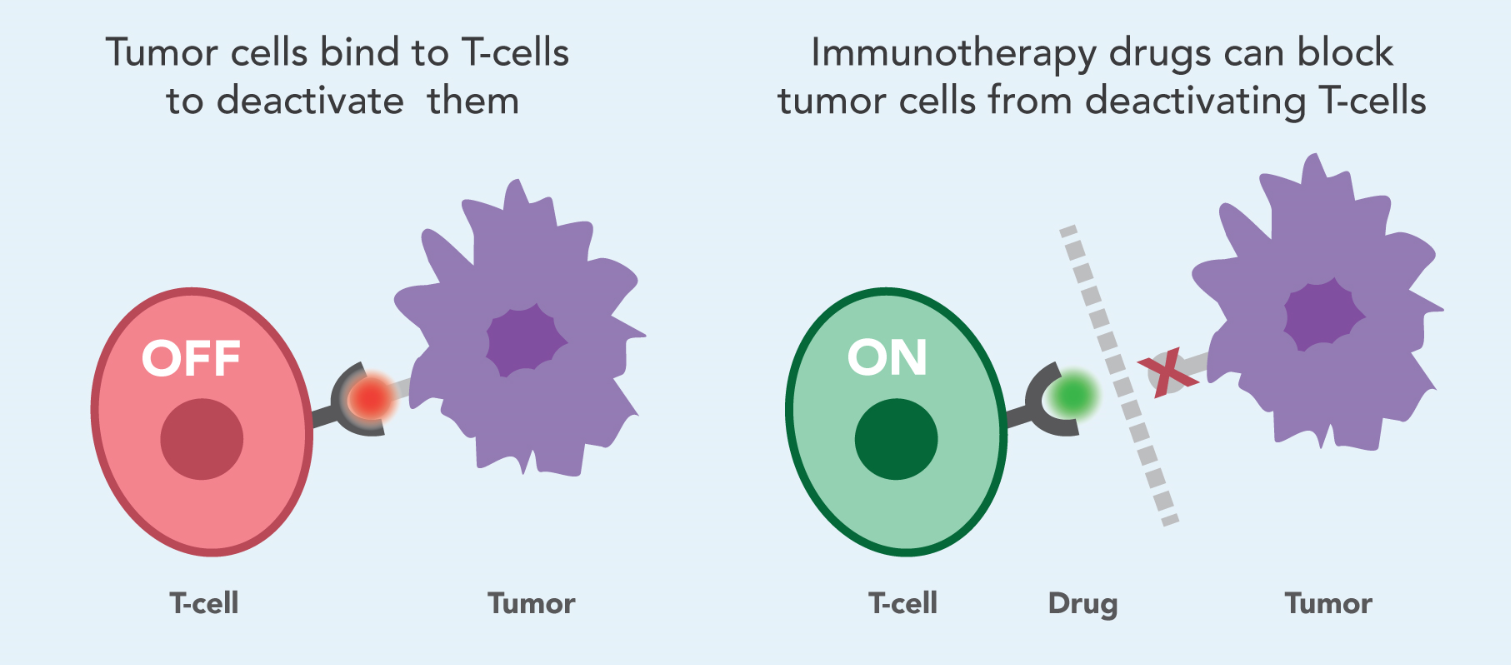 Tumor cells bind to T-cells
to deactivate them
OFF
T-cell
Tumor
Immunotherapy drugs can block
tumor cells from deactivating T-cells
ON
T-cell
Drug
Tumor